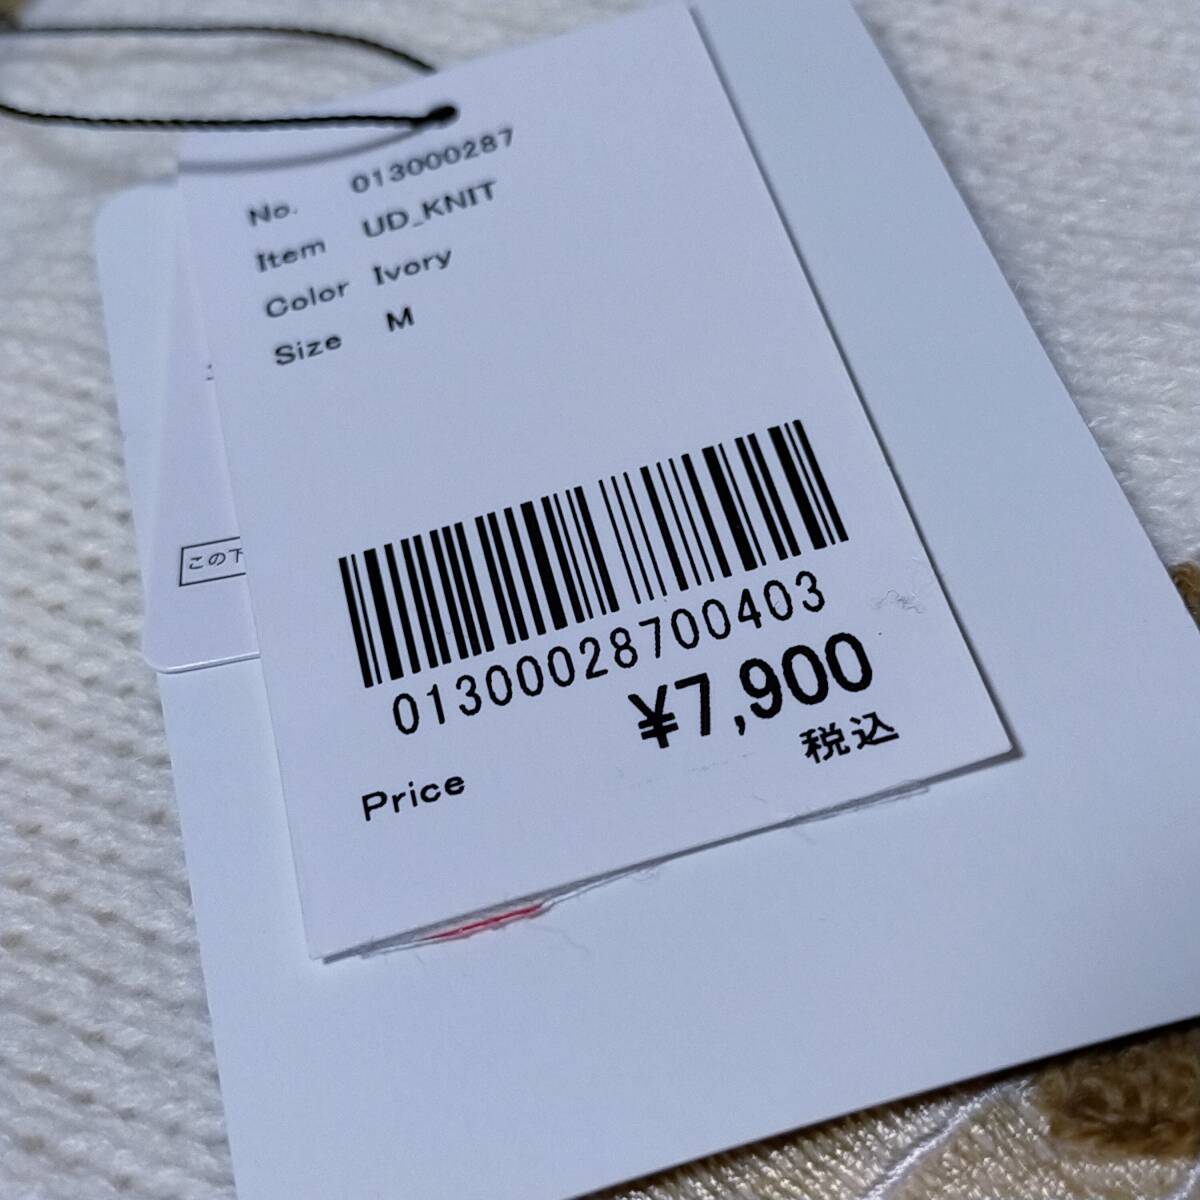 No. 013000287
Item UD_KNIT
Color Ivory
Size M
この下
01300028700403
¥7,900
税込
Price